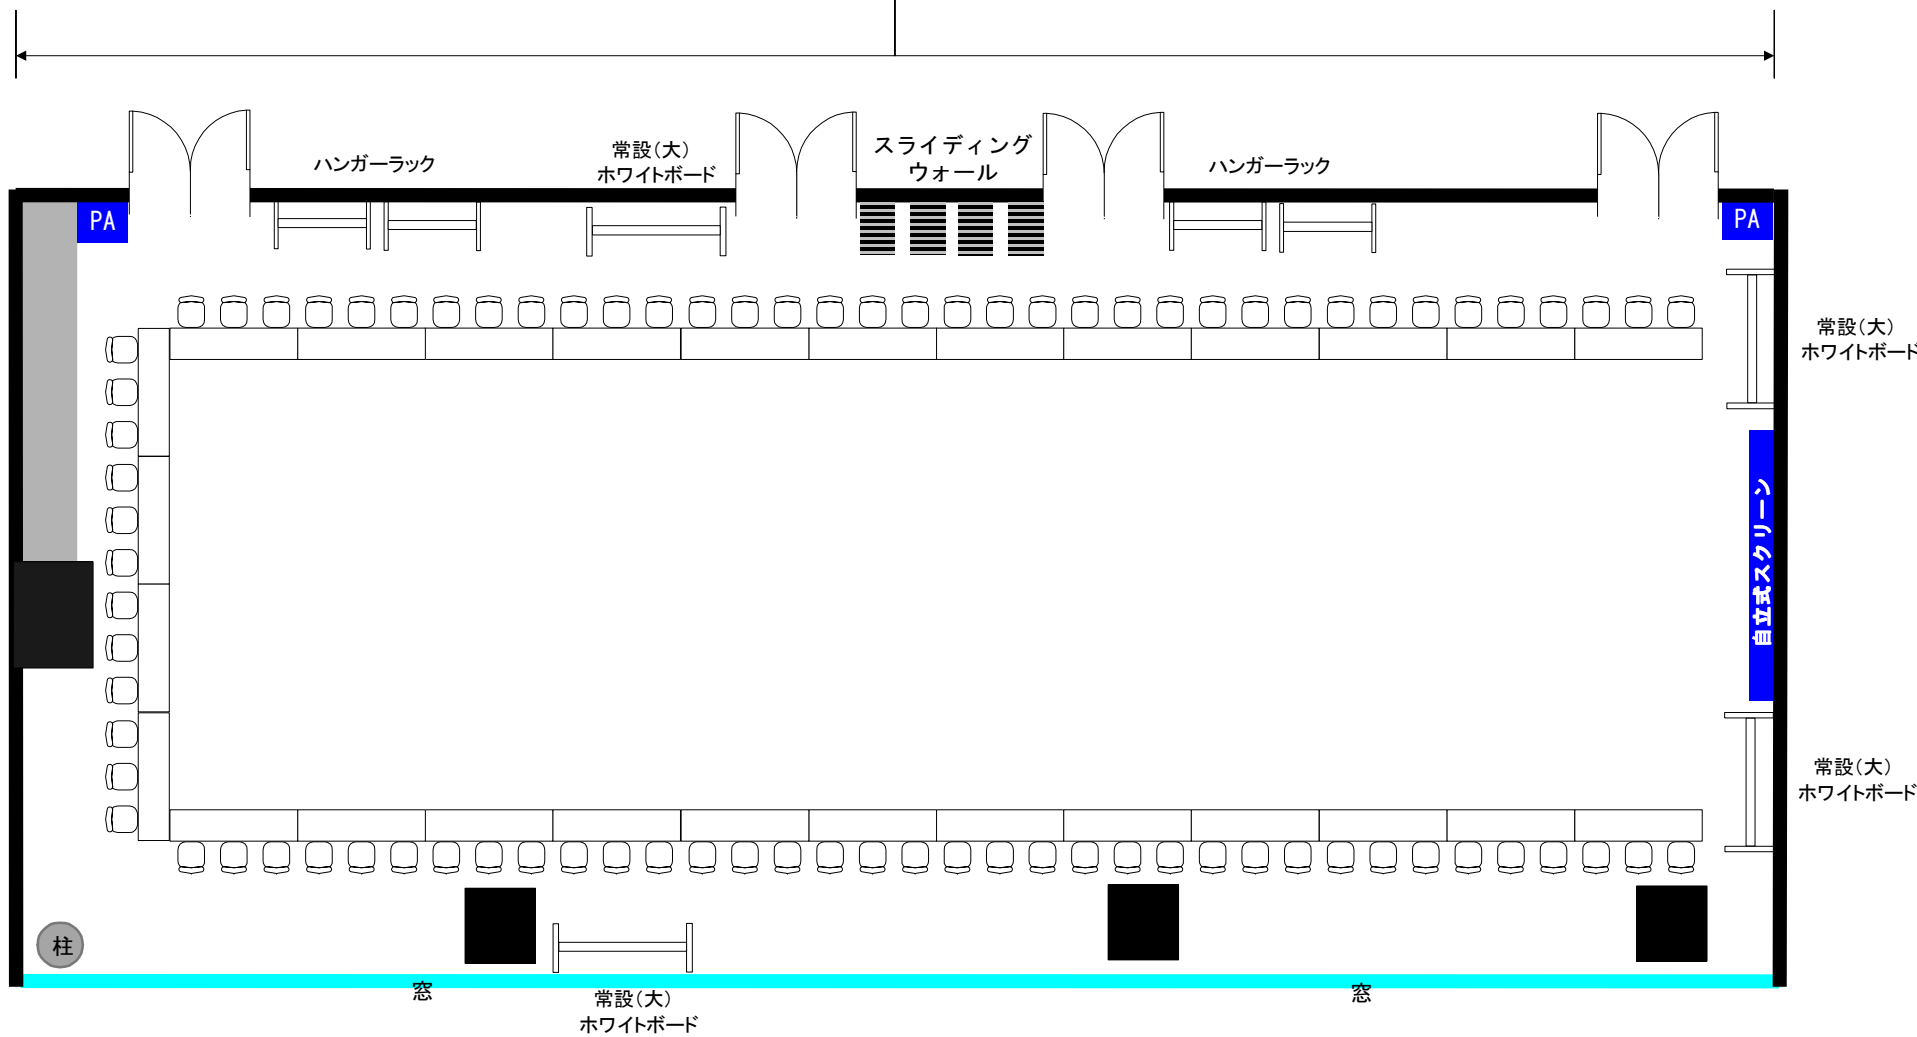 ハンガーラック
常設(大)
ホワイトボード
スライディング
ウォール
ハンガーラック
PA
PA
常設(大)
ホワイトボード
自立式スクリーン
常設(大)
ホワイトボード
柱
窓
窓
常設(大)
ホワイトボード